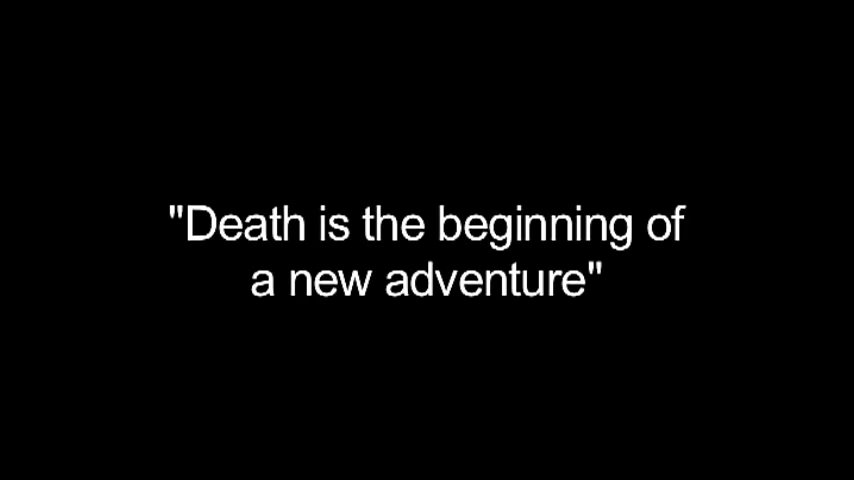 "Death is the beginning of
a new adventure"